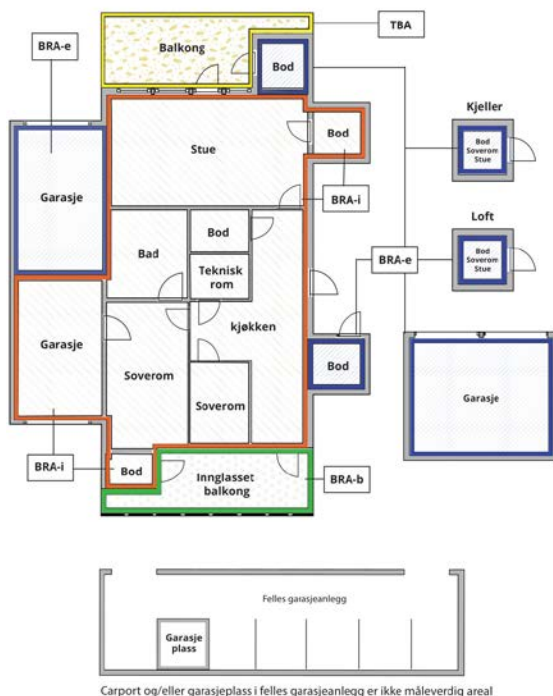 TBA
BRA-e
Balkong
Bod
Kjeller
Bod
Soverom
Stue
Stue
Bod
BRA-i
Garasje
Loft
Bod
Soverom
Stue
Bad
Bod
Teknisk
rom
BRA-e
kjøkken
Garasje
Soverom
Soverom
Bod
Garasje
BRA-i
Bod
Innglasset
balkong
BRA-b
Felles garasjeanlegg
Garasje
plass
Carport og/eller garasjeplass i felles garasjeanlegg er ikke måleverdig areal